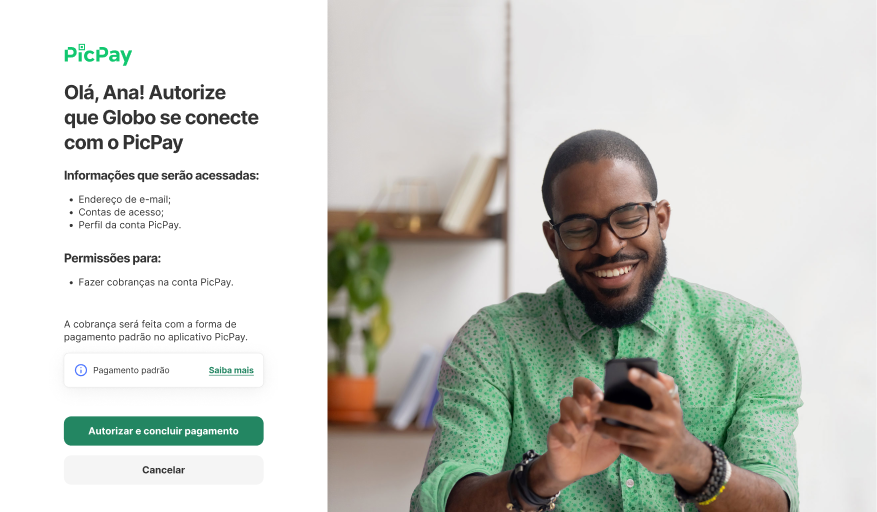 PicPay
Olá, Ana! Autorize
que Globo se conecte
com o PicPay
Informações que serão acessadas:
• Endereço de e-mail;
• Contas de acesso;
• Perfil da conta PicPay.
Permissões para:
• Fazer cobranças na conta PicPay.
A cobrança será feita com a forma de
pagamento padrão no aplicativo PicPay.
Pagamento padrão Saiba mais
Autorizar e concluir pagamento
Cancelar